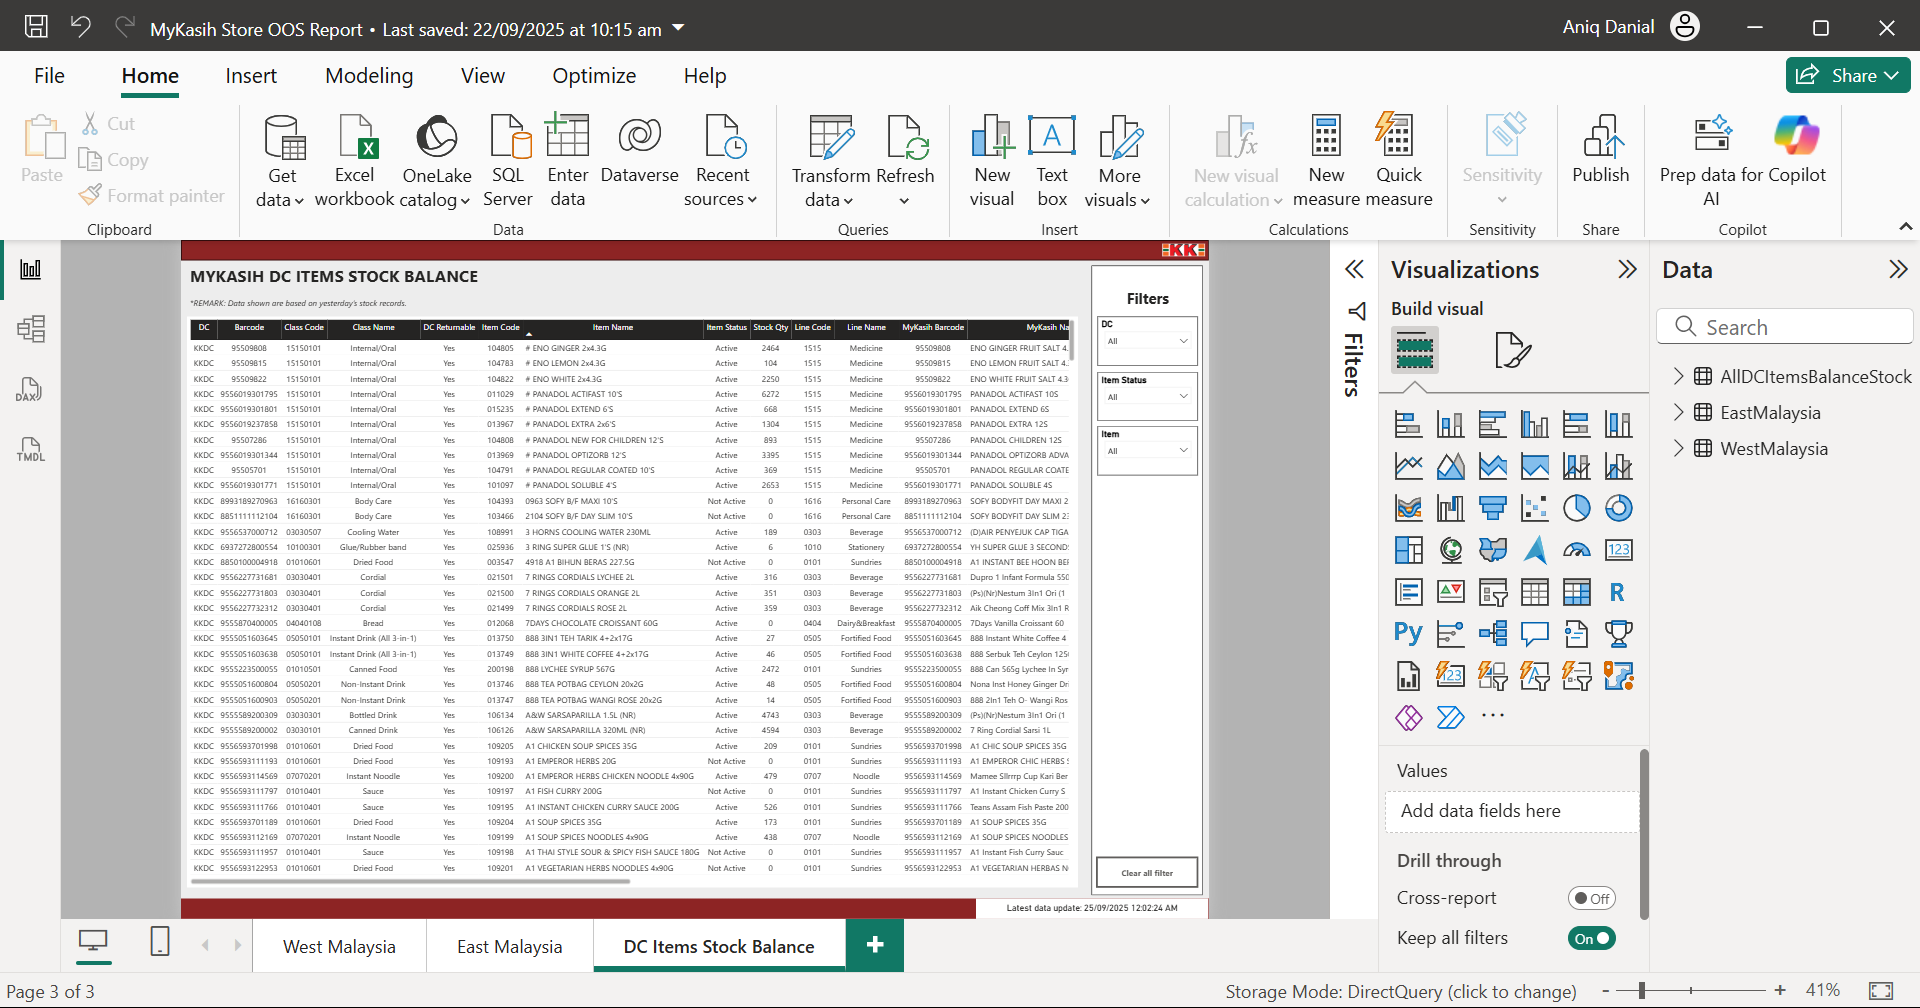 MyKasih Store OOS Report • Last saved: 22/09/2025 at 10:15 am
Aniq Danial
File Home Insert Modeling View Optimize Help
Share
Paste
Cut
Copy
Format painter
Clipboard
Get data
Excel workbook
OneLake catalog
SQL Server
Enter data
Dataverse
Recent sources
Data
Transform data
Refresh
Queries
New visual
A
Text box
More visuals
Insert
New visual calculation
New measure
Quick measure
Calculations
Sensitivity
Sensitivity
Publish
Share
Prep data for AI
Copilot
Copilot
DAX
TMDL
KK
MYKASIH DC ITEMS STOCK BALANCE
*REMARK: Data shown are based on yesterday's stock records.
DC Barcode Class Code Class Name DC Returnable Item Code Item Name Item Status Stock Qty Line Code Line Name MyKasih Barcode MyKasih Na
KKDC 95509808 15150101 Internal/Oral Yes 104805 # ENO GINGER 2x4.3G Active 2464 1515 Medicine 95509808 ENO GINGER FRUIT SALT 4.
KKDC 95509815 15150101 Internal/Oral Yes 104783 # ENO LEMON 2x4.3G Active 104 1515 Medicine 95509815 ENO LEMON FRUIT SALT 4.
KKDC 95509822 15150101 Internal/Oral Yes 104822 # ENO WHITE 2x4.3G Active 2250 1515 Medicine 95509822 ENO WHITE FRUIT SALT 4.3
KKDC 9556019301795 15150101 Internal/Oral Yes 011029 # PANADOL ACTIFAST 10'S Active 6272 1515 Medicine 9556019301795 PANADOL ACTIFAST 10S
KKDC 9556019301801 15150101 Internal/Oral Yes 015235 # PANADOL EXTEND 6'S Active 668 1515 Medicine 9556019301801 PANADOL EXTEND 6S
KKDC 9556019237858 15150101 Internal/Oral Yes 013967 # PANADOL EXTRA 2x6'S Active 1304 1515 Medicine 9556019237858 PANADOL EXTRA 12S
KKDC 95507286 15150101 Internal/Oral Yes 104808 # PANADOL NEW FOR CHILDREN 12'S Active 893 1515 Medicine 95507286 PANADOL CHILDREN 12S
KKDC 9556019301344 15150101 Internal/Oral Yes 013969 # PANADOL OPTIZORB 12'S Active 3395 1515 Medicine 9556019301344 PANADOL OPTIZORB ADVA
KKDC 95505701 15150101 Internal/Oral Yes 104791 # PANADOL REGULAR COATED 10'S Active 369 1515 Medicine 95505701 PANADOL REGULAR COATE
KKDC 9556019301771 15150101 Internal/Oral Yes 101097 # PANADOL SOLUBLE 4'S Active 2653 1515 Medicine 9556019301771 PANADOL SOLUBLE 4S
KKDC 8993189270963 16160301 Body Care Yes 104393 0963 SOFY B/F MAXI 10'S Not Active 0 1616 Personal Care 8993189270963 SOFY BODYFIT DAY MAXI 2
KKDC 8851111112104 16160301 Body Care Yes 103466 2104 SOFY B/F DAY SLIM 10'S Not Active 0 1616 Personal Care 8851111112104 SOFY BODYFIT DAY SLIM 23
KKDC 9556537000712 03030507 Cooling Water Yes 108991 3 HORNS COOLING WATER 230ML Active 189 0303 Beverage 9556537000712 (D)AIR PENYEJUK CAP TIGA
KKDC 6937272800554 10100301 Glue/Rubber band Yes 025936 3 RING SUPER GLUE 1'S (NR) Active 6 1010 Stationery 6937272800554 YH SUPER GLUE 3 SECOND
KKDC 8850100004918 01010601 Dried Food Yes 003547 4918 A1 BIHUN BERAS 227.5G Not Active 0 0101 Sundries 8850100004918 A1 INSTANT BEE HOON BE
KKDC 9556227731681 03030401 Cordial Yes 021501 7 RINGS CORDIALS LYCHEE 2L Active 316 0303 Beverage 9556227731681 Dupro 1 Infant Formula 550
KKDC 9556227731803 03030401 Cordial Yes 021500 7 RINGS CORDIALS ORANGE 2L Active 351 0303 Beverage 9556227731803 (Ps)(Nr)Nestum 3In1 Ori (1
KKDC 9556227732312 03030401 Cordial Yes 021499 7 RINGS CORDIALS ROSE 2L Active 359 0303 Beverage 9556227732312 Aik Cheong Coff Mix 3In1 R
KKDC 9555870400005 04040108 Bread Yes 012068 7DAYS CHOCOLATE CROISSANT 60G Active 0 0404 Dairy&Breakfast 9555870400005 7Days Vanilla Croissant 60
KKDC 9555051603645 05050101 Instant Drink (All 3-in-1) Yes 013750 888 3IN1 TEH TARIK 4+2x17G Active 27 0505 Fortified Food 9555051603645 888 Instant White Coffee 4
KKDC 9555051603638 05050101 Instant Drink (All 3-in-1) Yes 013749 888 3IN1 WHITE COFFEE 4+2x17G Active 46 0505 Fortified Food 9555051603638 888 Serbuk Teh Ceylon 125
KKDC 9555223500055 01010501 Canned Food Yes 200198 888 LYCHEE SYRUP 567G Active 2472 0101 Sundries 9555223500055 888 Can 565g Lychee In Syr
KKDC 9555051600804 05050201 Non-Instant Drink Yes 013746 888 TEA POTBAG CEYLON 20x2G Active 48 0505 Fortified Food 9555051600804 Nona Inst Honey Ginger Dr
KKDC 9555051600903 05050201 Non-Instant Drink Yes 013747 888 TEA POTBAG WANGI ROSE 20x2G Active 14 0505 Fortified Food 9555051600903 888 2In1 Teh O- Wangi Ros
KKDC 9555589200309 03030301 Bottled Drink Yes 106134 A&W SARSAPARILLA 1.5L (NR) Active 4743 0303 Beverage 9555589200309 (Ps)(Nr)Nestum 3In1 Ori (1
KKDC 9555589200002 03030101 Canned Drink Yes 106126 A&W SARSAPARILLA 320ML (NR) Active 4594 0303 Beverage 9555589200002 7 Ring Cordial Sarsi 1L
KKDC 9556593701998 01010601 Dried Food Yes 109205 A1 CHICKEN SOUP SPICES 35G Active 209 0101 Sundries 9556593701998 A1 CHIC SOUP SPICES 35G
KKDC 9556593111193 01010601 Dried Food Yes 109193 A1 EMPEROR HERBS 20G Not Active 0 0101 Sundries 9556593111193 A1 EMPEROR CHIC HERBS
KKDC 9556593114569 07070201 Instant Noodle Yes 109200 A1 EMPEROR HERBS CHICKEN NOODLE 4x90G Active 479 0707 Noodle 9556593114569 Mamee Sllrrrp Cup Kari Ber
KKDC 9556593111797 01010401 Sauce Yes 109197 A1 FISH CURRY 200G Not Active 0 0101 Sundries 9556593111797 A1 Instant Chicken Curry S
KKDC 9556593111766 01010401 Sauce Yes 109195 A1 INSTANT CHICKEN CURRY SAUCE 200G Active 526 0101 Sundries 9556593111766 Teans Assam Fish Paste 200
KKDC 9556593701189 01010601 Dried Food Yes 109204 A1 SOUP SPICES 35G Active 173 0101 Sundries 9556593701189 A1 SOUP SPICES 35G
KKDC 9556593112169 07070201 Instant Noodle Yes 109199 A1 SOUP SPICES NOODLES 4x90G Active 438 0707 Noodle 9556593112169 A1 SOUP SPICES NOODLES
KKDC 9556593111957 01010401 Sauce Yes 109198 A1 THAI STYLE SOUR & SPICY FISH SAUCE 180G Not Active 0 0101 Sundries 9556593111957 A1 Instant Fish Curry Sauc
KKDC 9556593122953 01010601 Dried Food Yes 109201 A1 VEGETARIAN HERBS NOODLES 4x90G Not Active 0 0101 Sundries 9556593122953 A1 VEGETARIAN HERBAS N
Filters
DC
All
Item Status
All
Item
All
Clear all filter
Latest data update: 25/09/2025 12:02:24 AM
Filters
Visualizations
Build visual
123
R
Py
123
...
Values
Add data fields here
Drill through
Cross-report Off
Keep all filters On
Data
Search
AllDCItemsBalanceStock
EastMalaysia
WestMalaysia
West Malaysia East Malaysia DC Items Stock Balance +
Page 3 of 3
Storage Mode: DirectQuery (click to change) - + 41%